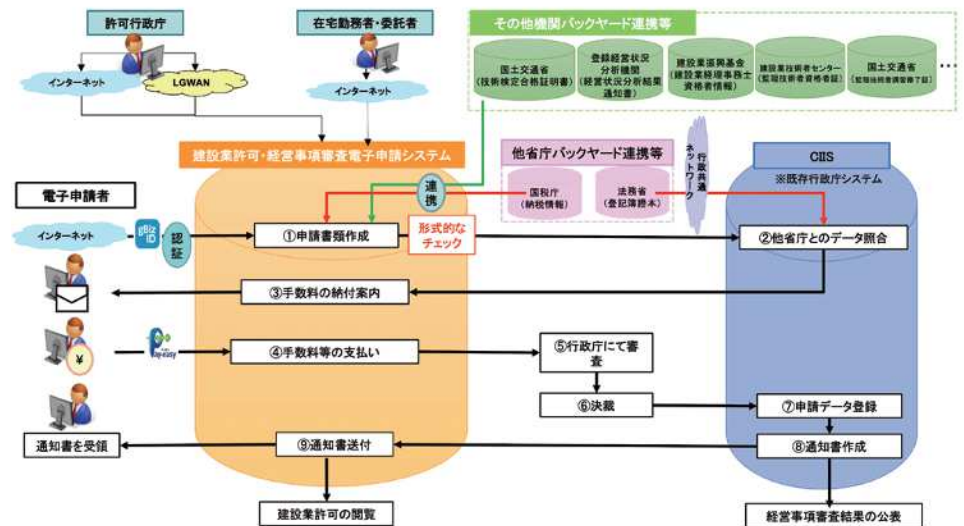 許可行政庁
在宅勤務者・委託者
その他機関バックヤード連携等
インターネット
LGWAN
インターネット
国土交通省
(技術検定合格証明書)
登録経営状況
分析機関
(経営状況分析結果
通知書)
建設業振興基金
(建設業経理事務士
資格者情報)
建設業技術者センター
(監理技術者資格者証)
国土交通省
(監理技術者講習修了証)
…
建設業許可・経営事項審査電子申請システム
他省庁バックヤード連携等
行政共通
ネットワーク
CIIS
※既存行政庁システム
連携
国税庁
(納税情報)
法務省
(登記簿謄本)
電子申請者
インターネット
gBiz
ID
認証
①申請書類作成
形式的な
チェック
②他省庁とのデータ照合
③手数料の納付案内
¥
Pay-easy
④手数料等の支払い
⑤行政庁にて審
査
⑥決裁
⑦申請データ登録
通知書を受領
⑨通知書送付
⑧通知書作成
建設業許可の閲覧
経営事項審査結果の公表